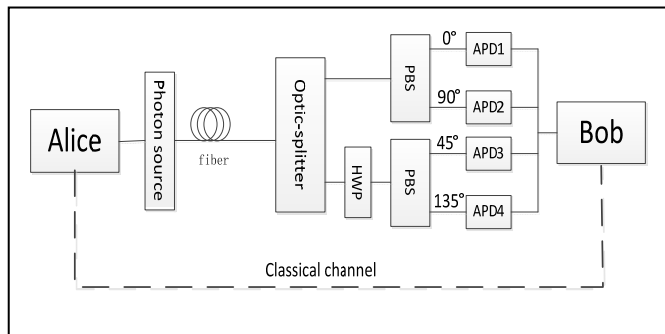 Alice
Photon source
fiber
Optic-splitter
HWP
PBS
PBS
0°
90°
45°
135°
APD1
APD2
APD3
APD4
Bob
Classical channel